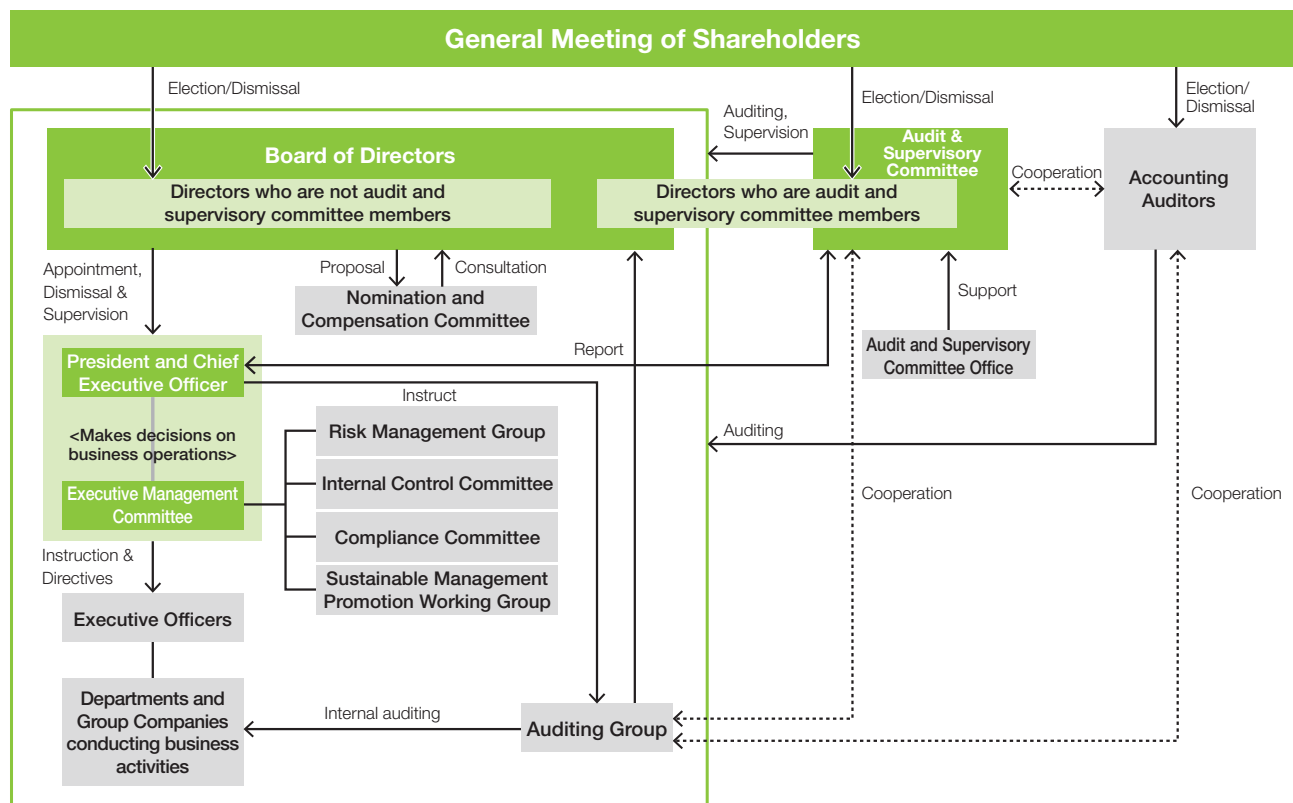 General Meeting of Shareholders
Election/Dismissal
Election/Dismissal
Election/
Dismissal
Auditing,
Supervision
Board of Directors
Audit &
Supervisory
Committee
Cooperation
Accounting
Auditors
Directors who are not audit and
supervisory committee members
Directors who are audit and
supervisory committee members
Appointment,
Dismissal &
Supervision
Proposal
Consultation
Nomination and
Compensation Committee
Support
Audit and Supervisory
Committee Office
Report
President and Chief
Executive Officer
Instruct
<Makes decisions on
business operations>
Risk Management Group
Auditing
Executive Management
Committee
Internal Control Committee
Cooperation
Cooperation
Compliance Committee
Instruction &
Directives
Sustainable Management
Promotion Working Group
Executive Officers
Departments and
Group Companies
conducting business
activities
Internal auditing
Auditing Group